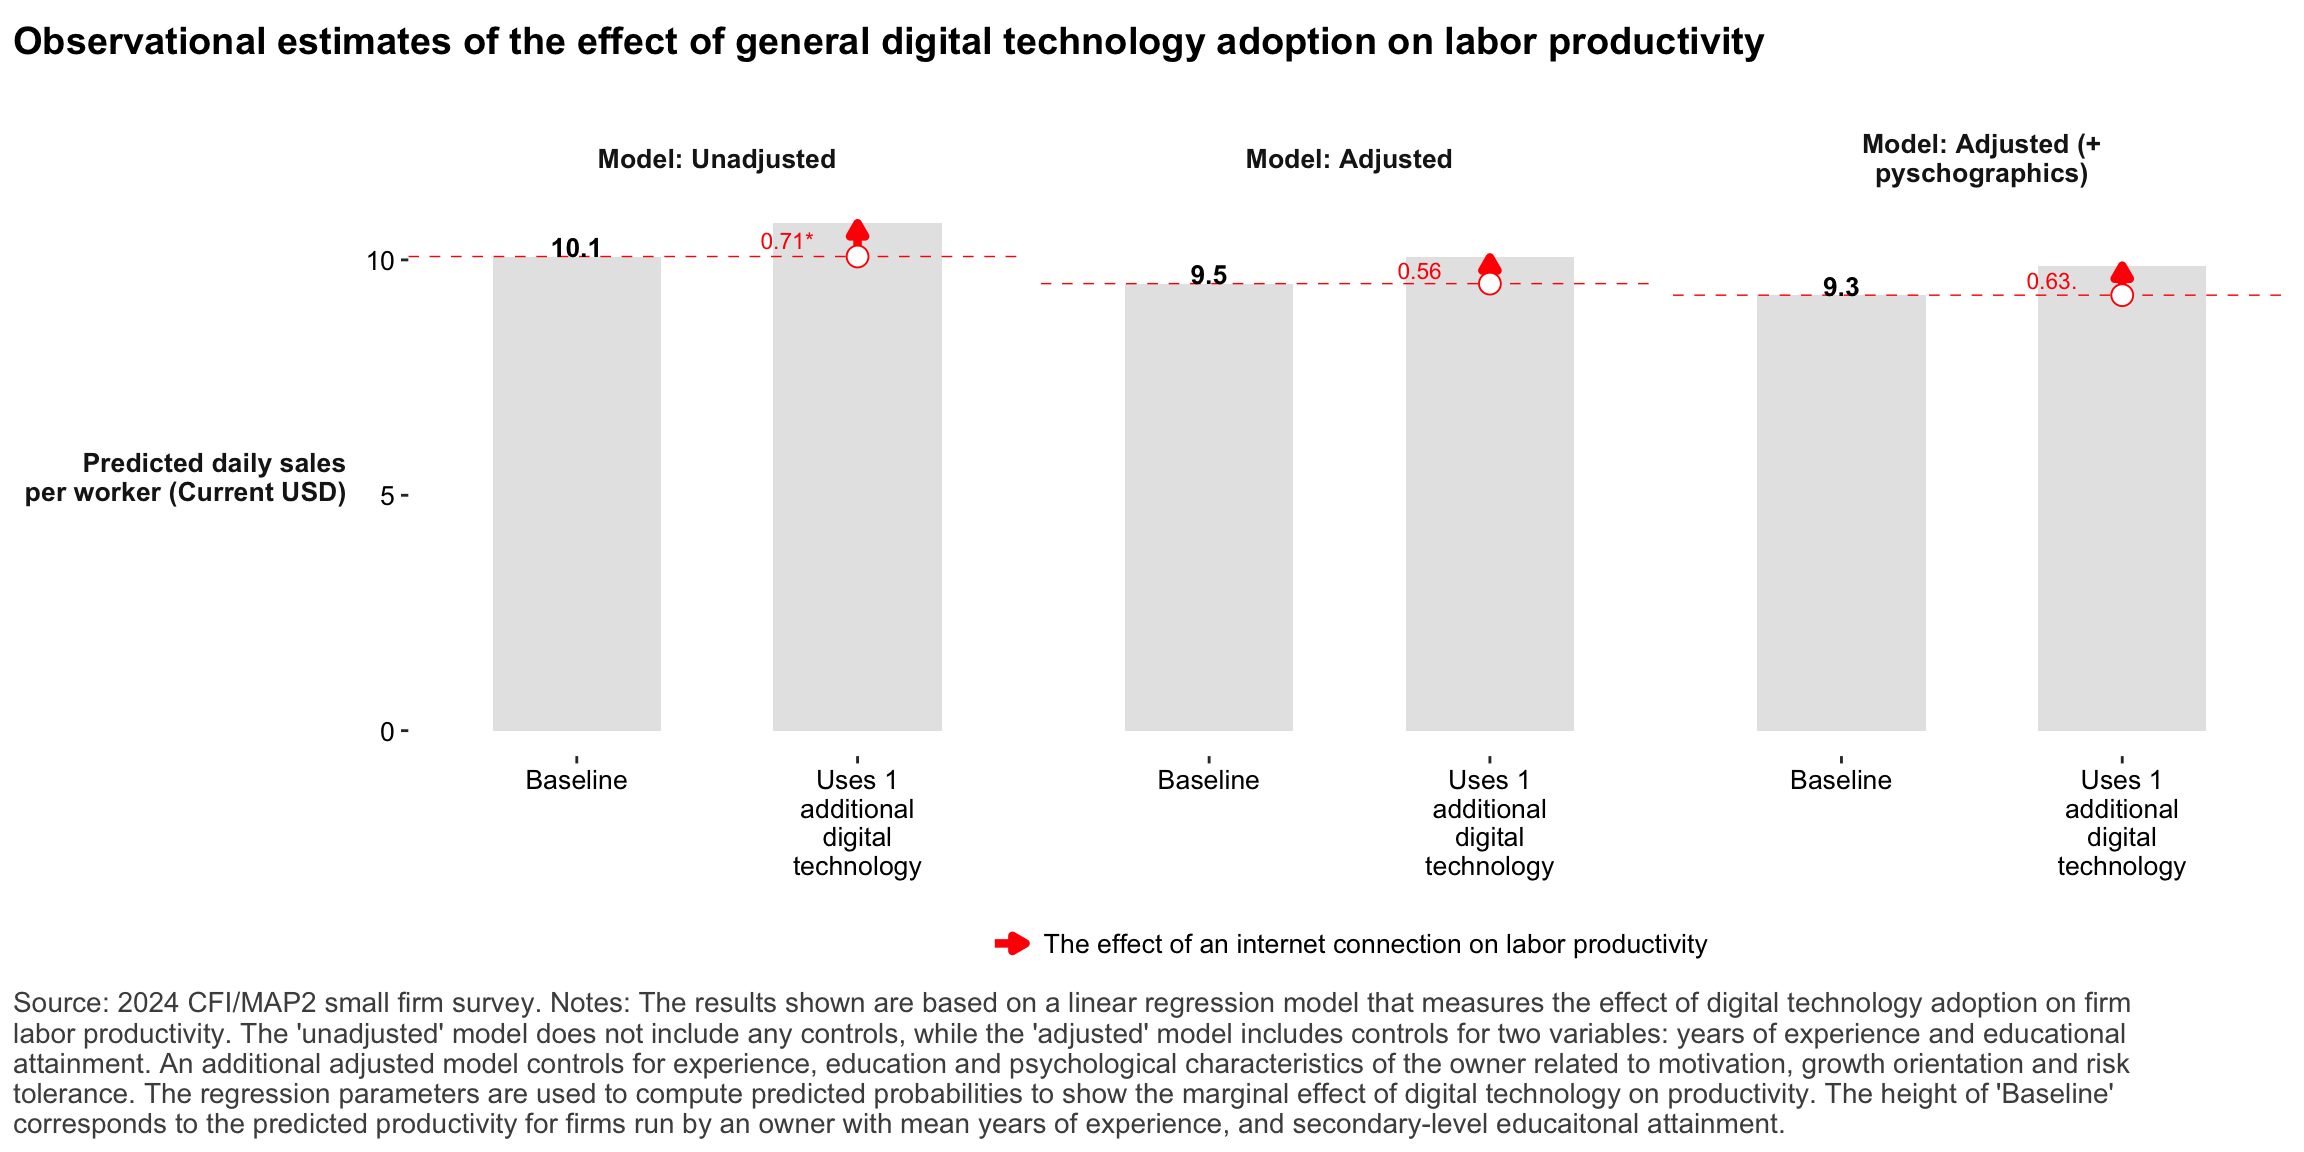 Observational estimates of the effect of general digital technology adoption on labor productivity
Model: Unadjusted
Model: Adjusted
Model: Adjusted (+
pyschographics)
Predicted daily sales
per worker (Current USD)
10
5
0
10.1
0.71*
9.5
0.56
9.3
0.63.
Baseline
Uses 1
additional
digital
technology
Baseline
Uses 1
additional
digital
technology
Baseline
Uses 1
additional
digital
technology
The effect of an internet connection on labor productivity
Source: 2024 CFI/MAP2 small firm survey. Notes: The results shown are based on a linear regression model that measures the effect of digital technology adoption on firm
labor productivity. The 'unadjusted' model does not include any controls, while the 'adjusted' model includes controls for two variables: years of experience and educational
attainment. An additional adjusted model controls for experience, education and psychological characteristics of the owner related to motivation, growth orientation and risk
tolerance. The regression parameters are used to compute predicted probabilities to show the marginal effect of digital technology on productivity. The height of 'Baseline'
corresponds to the predicted productivity for firms run by an owner with mean years of experience, and secondary-level educaitonal attainment.